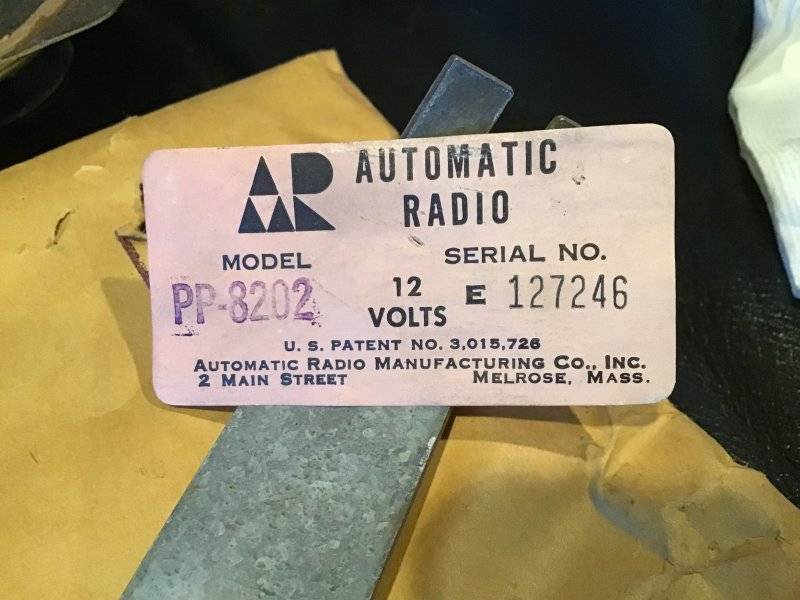 AR AUTOMATIC
RADIO
MODEL SERIAL NO.
PP-8202 12 VOLTS E 127246
U. S. PATENT NO. 3,015,726
AUTOMATIC RADIO MANUFACTURING CO., INC.
2 MAIN STREET MELROSE, MASS.